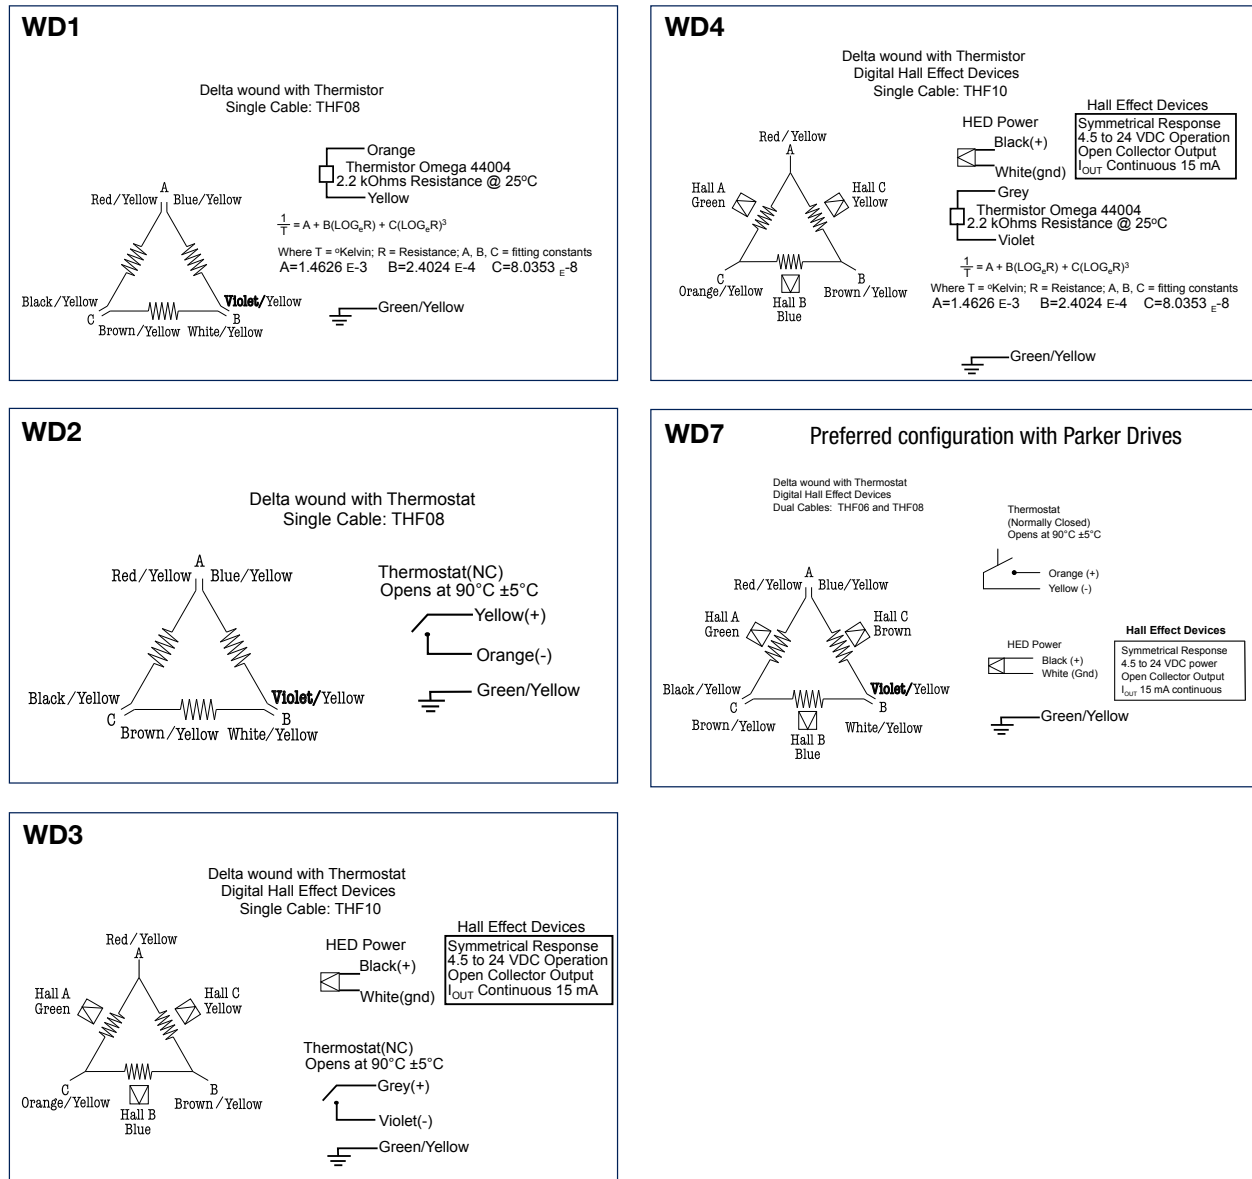 WD1
Delta wound with Thermistor
Single Cable: THF08
Orange
Thermistor Omega 44004
2.2 kOhms Resistance @ 25ºC
Yellow
A
Red/Yellow Blue/Yellow
1/T = A + B(LOGeR) + C(LOGeR)³
Where T = ºKelvin; R = Resistance; A, B, C = fitting constants
A=1.4626 E-3 B=2.4024 E-4 C=8.0353 E-8
Black/Yellow Violet/Yellow
C B
Brown/Yellow White/Yellow
Green/Yellow
WD4
Delta wound with Thermistor
Digital Hall Effect Devices
Single Cable: THF10
Hall Effect Devices
Symmetrical Response
4.5 to 24 VDC Operation
Open Collector Output
IOUT Continuous 15 mA
HED Power
Black(+)
White(gnd)
Red/Yellow
A
Hall A
Green
Hall C
Yellow
Grey
Thermistor Omega 44004
2.2 kOhms Resistance @ 25ºC
Violet
C B
Orange/Yellow Brown/Yellow
Hall B
Blue
1/T = A + B(LOGeR) + C(LOGeR)³
Where T = ºKelvin; R = Reistance; A, B, C = fitting constants
A=1.4626 E-3 B=2.4024 E-4 C=8.0353 E-8
Green/Yellow
WD2
Delta wound with Thermostat
Single Cable: THF08
A
Red/Yellow Blue/Yellow
Thermostat(NC)
Opens at 90°C ±5°C
Yellow(+)
Orange(-)
Black/Yellow Violet/Yellow
C B
Brown/Yellow White/Yellow
Green/Yellow
WD7 Preferred configuration with Parker Drives
Delta wound with Thermostat
Digital Hall Effect Devices
Dual Cables: THF06 and THF08
Thermostat
(Normally Closed)
Opens at 90°C ±5°C
Orange (+)
Yellow (-)
A
Red/Yellow Blue/Yellow
Hall A
Green
Hall C
Brown
HED Power
Black (+)
White (Gnd)
Hall Effect Devices
Symmetrical Response
4.5 to 24 VDC power
Open Collector Output
IOUT 15 mA continuous
Black/Yellow Violet/Yellow
C B
Brown/Yellow White/Yellow
Hall B
Blue
Green/Yellow
WD3
Delta wound with Thermostat
Digital Hall Effect Devices
Single Cable: THF10
Hall Effect Devices
Symmetrical Response
4.5 to 24 VDC Operation
Open Collector Output
IOUT Continuous 15 mA
HED Power
Black(+)
White(gnd)
Red/Yellow
A
Hall A
Green
Hall C
Yellow
Thermostat(NC)
Opens at 90°C ±5°C
Grey(+)
Violet(-)
C B
Orange/Yellow Brown/Yellow
Hall B
Blue
Green/Yellow